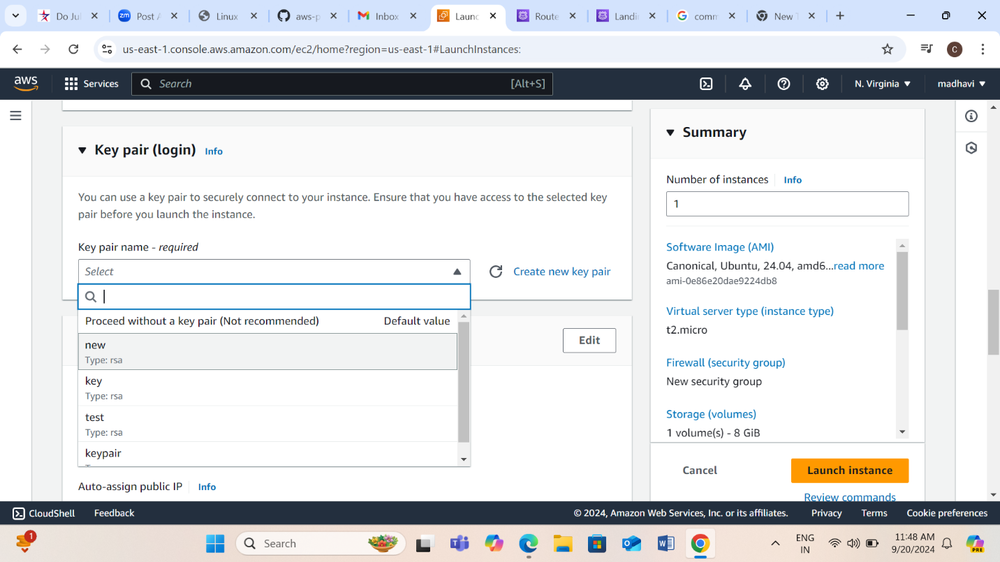 Do Jul
Post A
Linux
aws-p
Inbox
Launc
Route
Landi
comm
New T
us-east-1.console.aws.amazon.com/ec2/home?region=us-east-1#LaunchInstances:
C
aws
Services
Search
[Alt+S]
N. Virginia
madhavi
Key pair (login) Info
You can use a key pair to securely connect to your instance. Ensure that you have access to the selected key
pair before you launch the instance.
Key pair name - required
Select
Create new key pair
Proceed without a key pair (Not recommended) Default value
new
Type: rsa
key
Type: rsa
test
Type: rsa
keypair
Edit
Auto-assign public IP Info
Summary
Number of instances Info
1
Software Image (AMI)
Canonical, Ubuntu, 24.04, amd6...read more
ami-0e86e20dae9224db8
Virtual server type (instance type)
t2.micro
Firewall (security group)
New security group
Storage (volumes)
1 volume(s) - 8 GiB
Cancel
Launch instance
Review commands
CloudShell Feedback
© 2024, Amazon Web Services, Inc. or its affiliates. Privacy Terms Cookie preferences
1
Search
ENG
IN
11:48 AM
9/20/2024
PRE